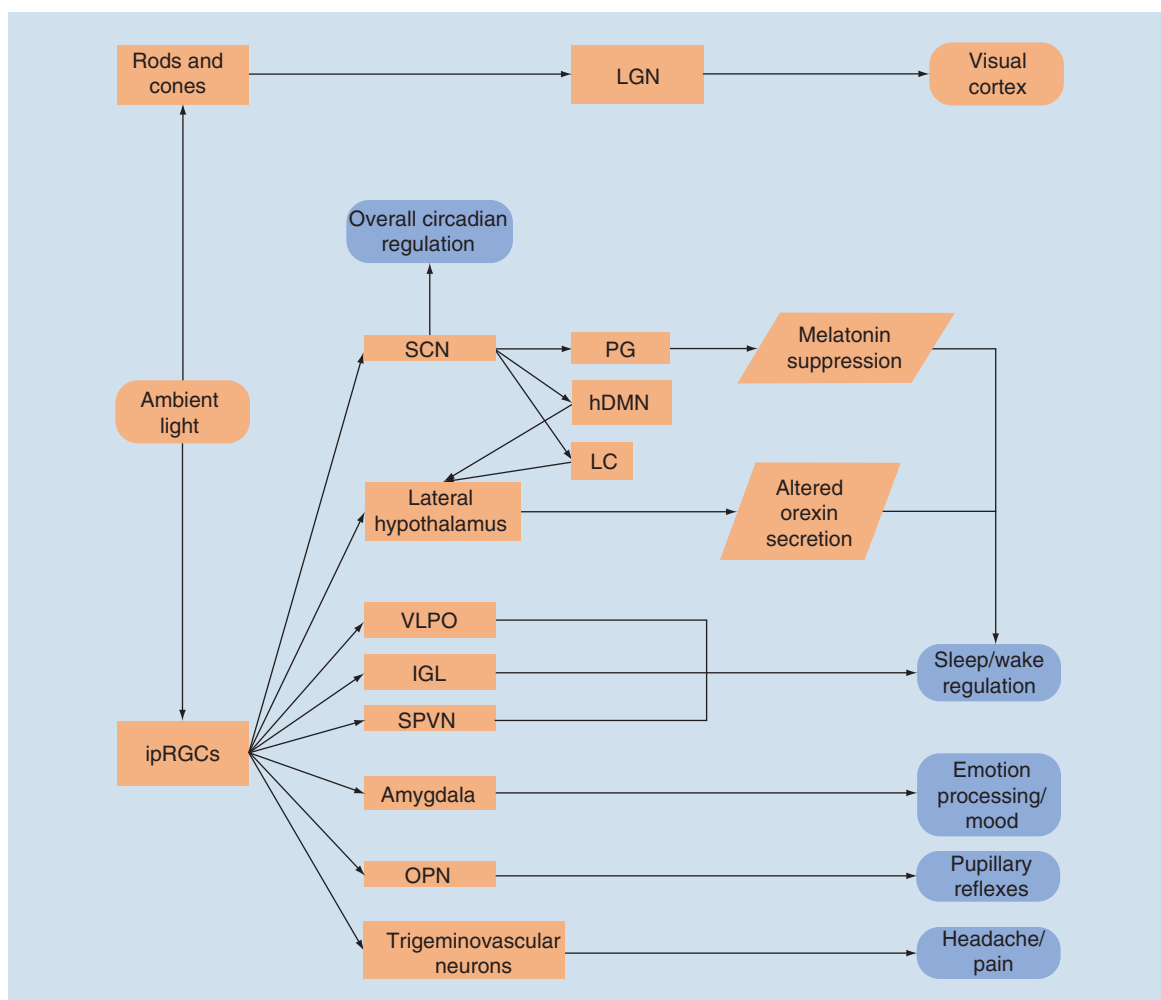 Rods and
cones
LGN
Visual
cortex
Overall circadian
regulation
SCN
PG
Melatonin
suppression
hDMN
Ambient
light
LC
Lateral
hypothalamus
Altered
orexin
secretion
VLPO
IGL
Sleep/wake
regulation
SPVN
ipRGCs
Amygdala
Emotion
processing/
mood
OPN
Pupillary
reflexes
Trigeminovascular
neurons
Headache/
pain